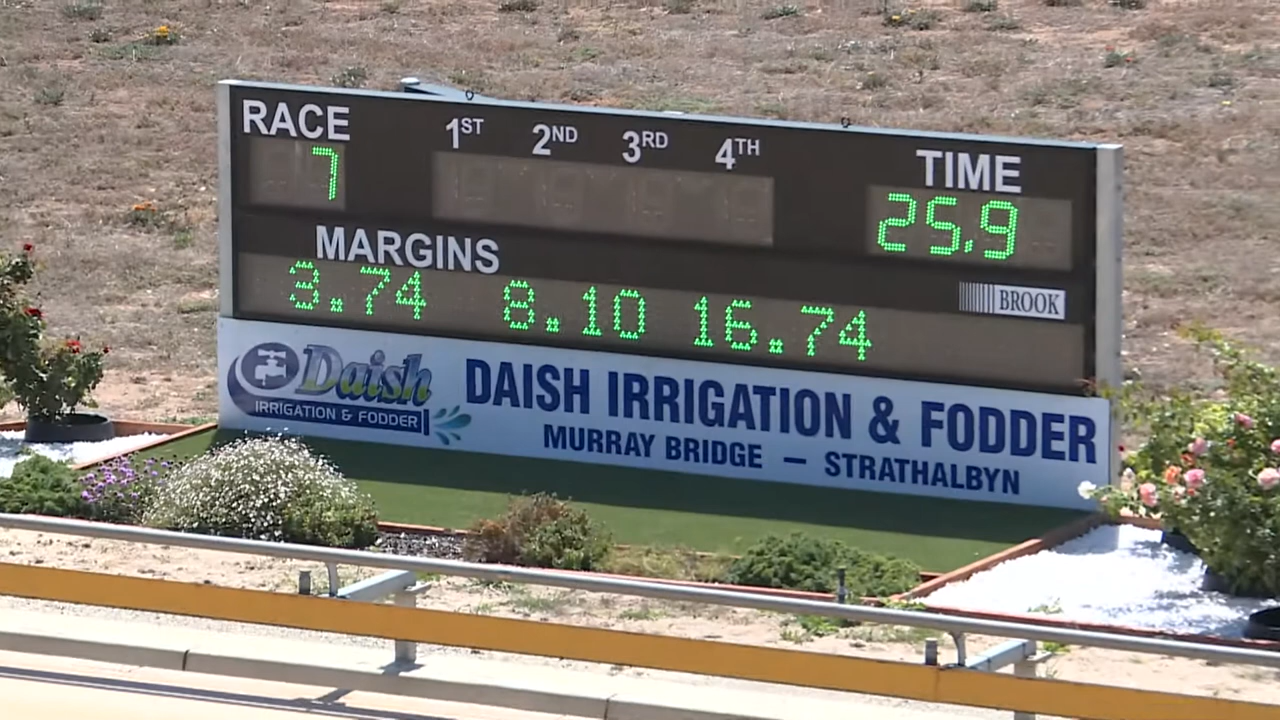 RACE 1ST 2ND 3RD 4TH TIME
7 25.9
MARGINS
3.74 8.10 16.74
BROOK
Daish
IRRIGATION & FODDER
DAISH IRRIGATION & FODDER
MURRAY BRIDGE – STRATHALBYN